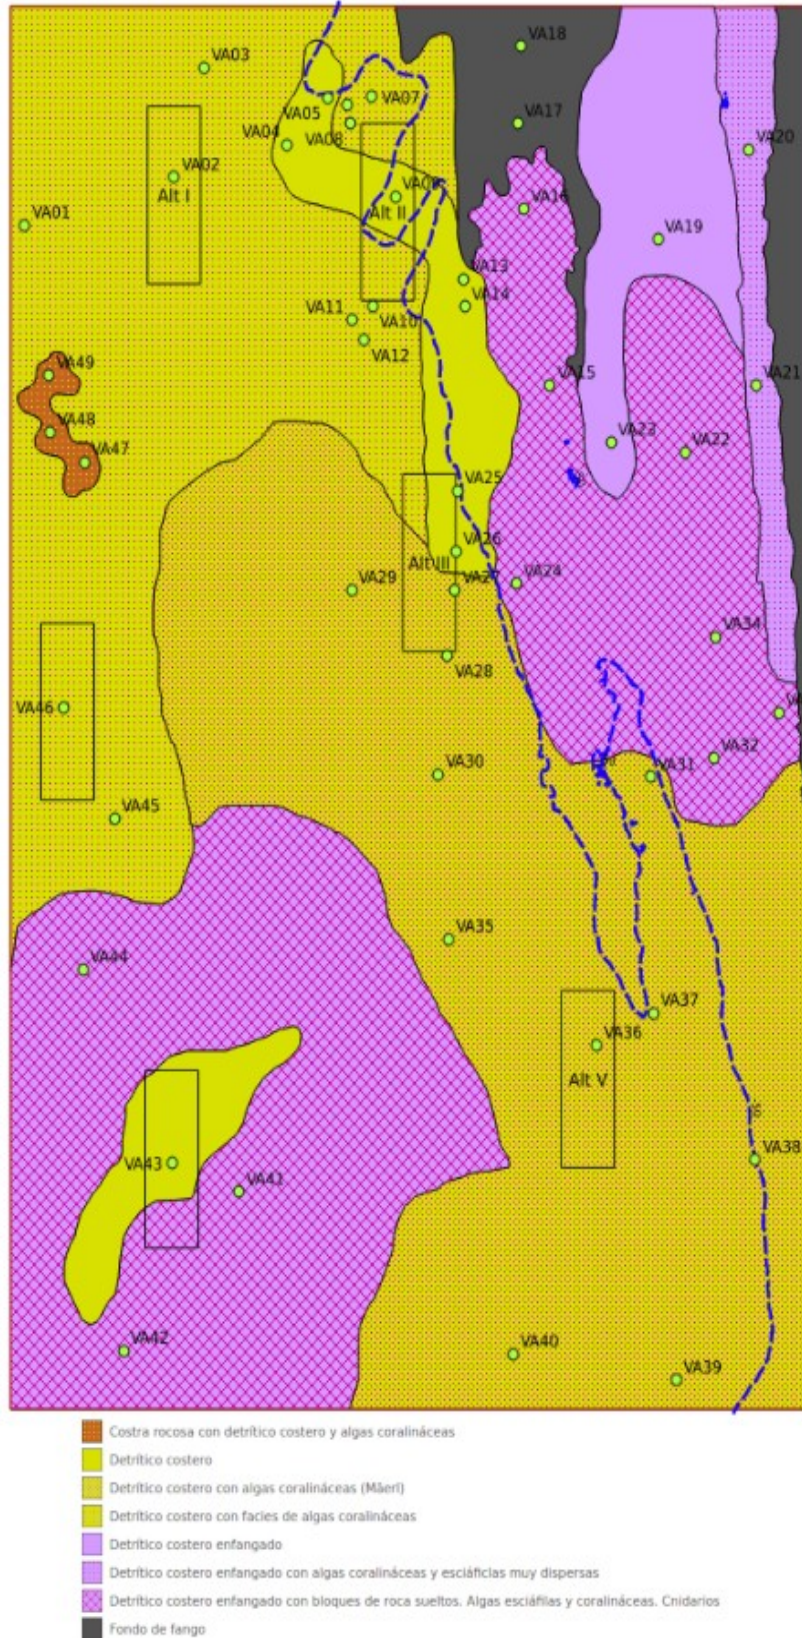 VA18
VA03
VA07
VA05
VA17
VA04
VA08
VA20
VA02
VA16
Alt I
Alt II
VA01
VA19
VA13
VA14
VA11
VA10
VA12
VA49
VA15
VA21
VA48
VA23
VA22
VA47
VA25
VA26
Alt III
VA24
VA29
VA27
VA34
VA28
VA46
VA32
VA30
VA31
VA45
VA35
VA44
VA37
VA36
Alt V
VA38
VA43
VA41
VA42
VA40
VA39
Costra rocosa con detrítico costero y algas coralináceas
Detrítico costero
Detrítico costero con algas coralináceas (Mäerl)
Detrítico costero con facies de algas coralináceas
Detrítico costero enfangado
Detrítico costero enfangado con algas coralináceas y esciáficlas muy dispersas
Detrítico costero enfangado con bloques de roca sueltos. Algas esciáfilas y coralináceas. Cnidarios
Fondo de fango